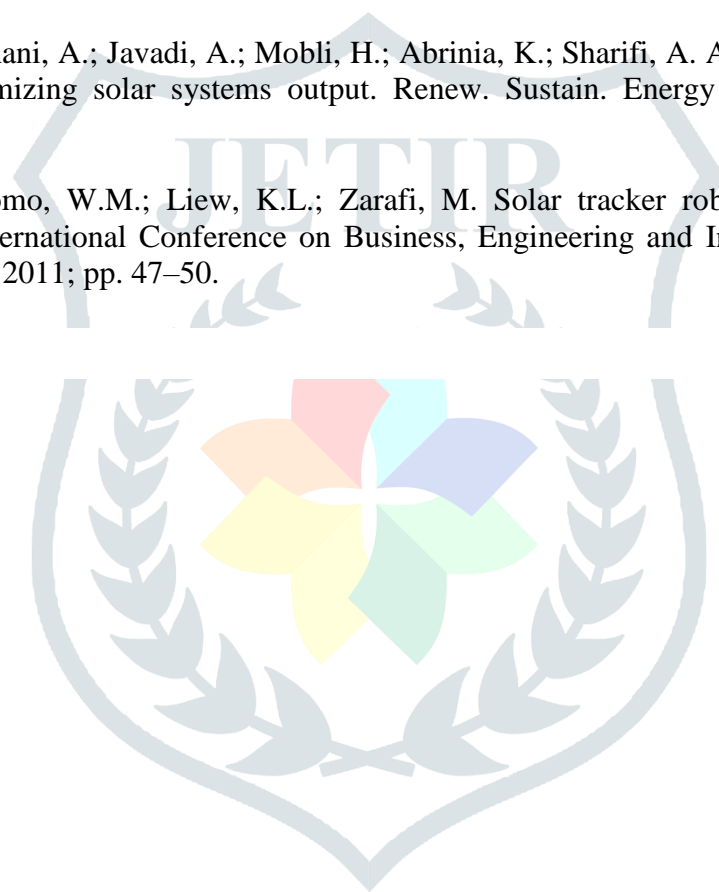 ani, A.; Javadi, A.; Mobli, H.; Abrinia, K.; Sharifi, A. A
mizing solar systems output. Renew. Sustain. Energy
JETIR
omo, W.M.; Liew, K.L.; Zarafi, M. Solar tracker rob
ternational Conference on Business, Engineering and In
2011; pp. 47–50.